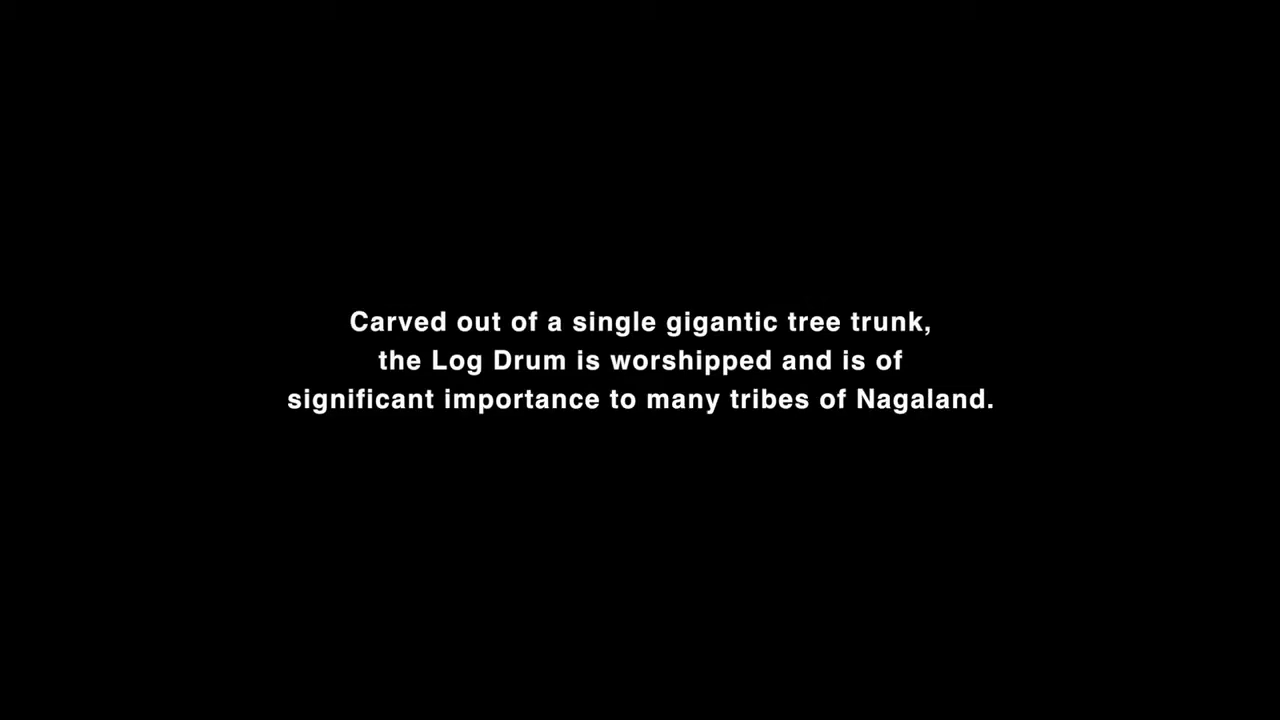 Carved out of a single gigantic tree trunk,
the Log Drum is worshipped and is of
significant importance to many tribes of Nagaland.